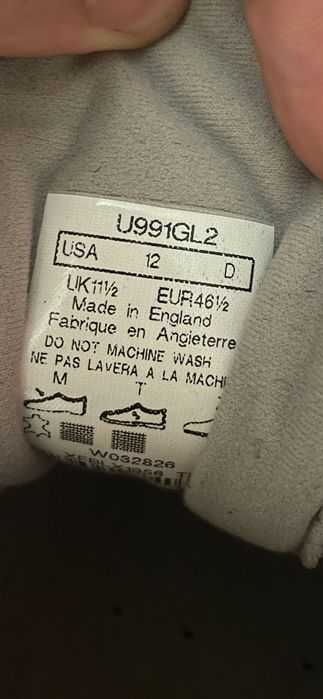 U991GL2
USA 12 D
UK11½ EUR46½
Made in England
Fabrique en Angleterre
DO NOT MACHINE WASH
NE PAS LAVERA A LA MACHI
M T
W032826